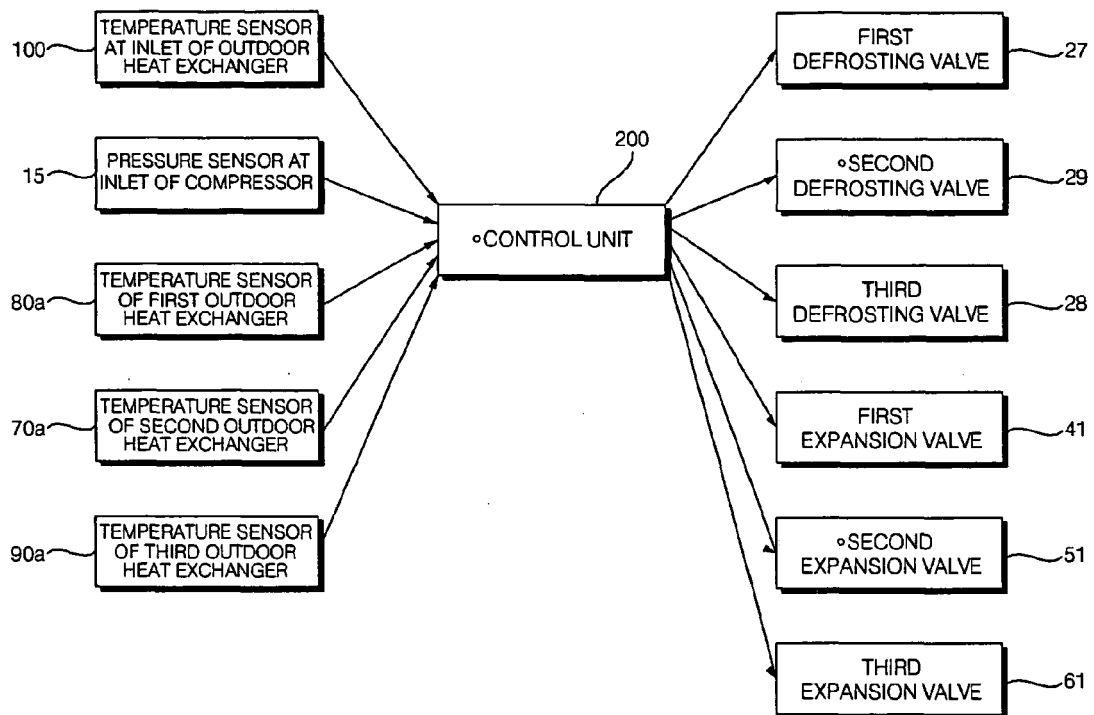 100
TEMPERATURE SENSOR
AT INLET OF OUTDOOR
HEAT EXCHANGER
15
PRESSURE SENSOR AT
INLET OF COMPRESSOR
80a
TEMPERATURE SENSOR
OF FIRST OUTDOOR
HEAT EXCHANGER
70a
TEMPERATURE SENSOR
OF SECOND OUTDOOR
HEAT EXCHANGER
90a
TEMPERATURE SENSOR
OF THIRD OUTDOOR
HEAT EXCHANGER
200
CONTROL UNIT
FIRST
DEFROSTING VALVE
27
SECOND
DEFROSTING VALVE
29
THIRD
DEFROSTING VALVE
28
FIRST
EXPANSION VALVE
41
SECOND
EXPANSION VALVE
51
THIRD
EXPANSION VALVE
61